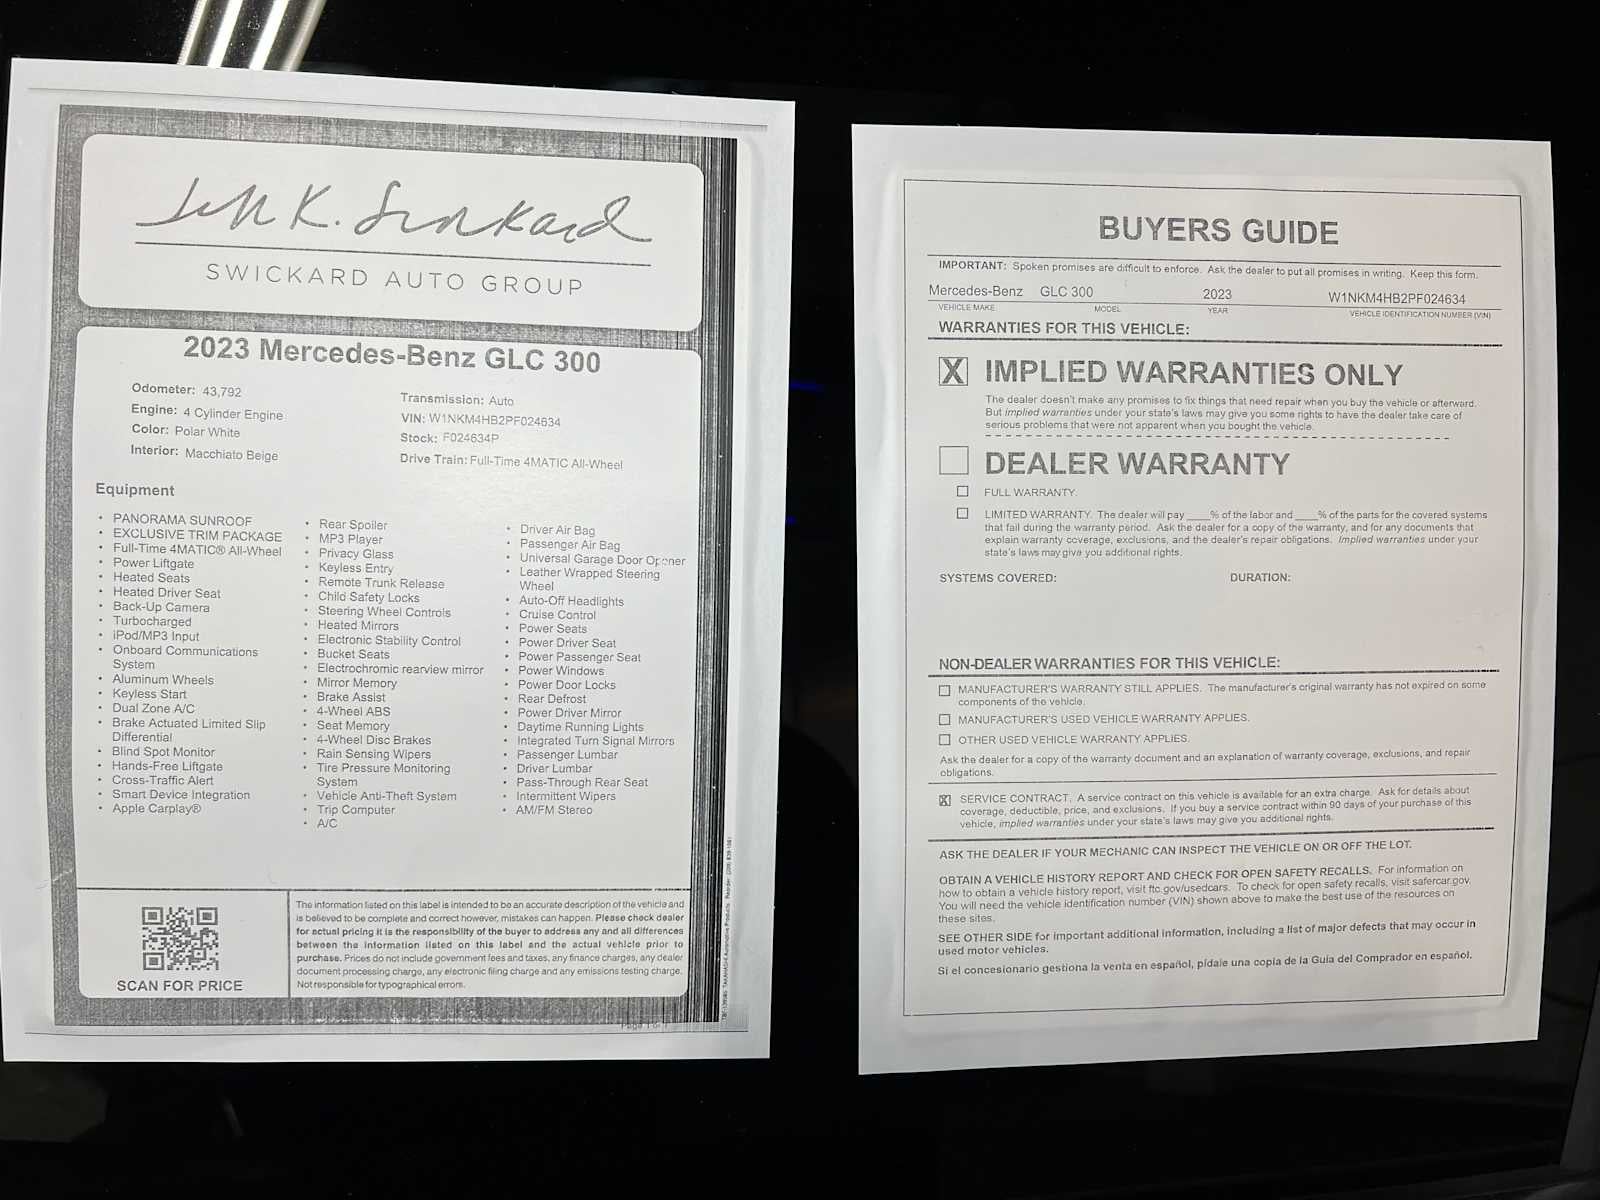 Jeff K. Swickard
SWICKARD AUTO GROUP
2023 Mercedes-Benz GLC 300
Odometer: 43,792
Engine: 4 Cylinder Engine
Color: Polar White
Interior: Macchiato Beige
Transmission: Auto
VIN: W1NKM4HB2PF024634
Stock: F024634P
Drive Train: Full-Time 4MATIC All-Wheel
Equipment
• PANORAMA SUNROOF
• EXCLUSIVE TRIM PACKAGE
• Full-Time 4MATIC® All-Wheel
• Power Liftgate
• Heated Seats
• Heated Driver Seat
• Back-Up Camera
• Turbocharged
• iPod/MP3 Input
• Onboard Communications
System
• Aluminum Wheels
• Keyless Start
• Dual Zone A/C
• Brake Actuated Limited Slip
Differential
• Blind Spot Monitor
• Hands-Free Liftgate
• Cross-Traffic Alert
• Smart Device Integration
• Apple Carplay®
• Rear Spoiler
• MP3 Player
• Privacy Glass
• Keyless Entry
• Remote Trunk Release
• Child Safety Locks
• Steering Wheel Controls
• Heated Mirrors
• Electronic Stability Control
• Bucket Seats
• Electrochromic rearview mirror
• Mirror Memory
• Brake Assist
• 4-Wheel ABS
• Seat Memory
• 4-Wheel Disc Brakes
• Rain Sensing Wipers
• Tire Pressure Monitoring
System
• Vehicle Anti-Theft System
• Trip Computer
• A/C
• Driver Air Bag
• Passenger Air Bag
• Universal Garage Door Opener
• Leather Wrapped Steering
Wheel
• Auto-Off Headlights
• Cruise Control
• Power Seats
• Power Driver Seat
• Power Passenger Seat
• Power Windows
• Power Door Locks
• Rear Defrost
• Power Driver Mirror
• Daytime Running Lights
• Integrated Turn Signal Mirrors
• Passenger Lumbar
• Driver Lumbar
• Pass-Through Rear Seat
• Intermittent Wipers
• AM/FM Stereo
SCAN FOR PRICE
The information listed on this label is intended to be an accurate description of the vehicle and
is believed to be complete and correct however, mistakes can happen. Please check dealer
for actual pricing it is the responsibility of the buyer to address any and all differences
between the information listed on this label and the actual vehicle prior to
purchase. Prices do not include government fees and taxes, any finance charges, any dealer
document processing charge, any electronic filing charge and any emissions testing charge.
Not responsible for typographical errors.
Page 1 of
BUYERS GUIDE
IMPORTANT: Spoken promises are difficult to enforce. Ask the dealer to put all promises in writing. Keep this form.
Mercedes-Benz GLC 300 2023 W1NKM4HB2PF024634
VEHICLE MAKE MODEL YEAR VEHICLE IDENTIFICATION NUMBER (VIN)
WARRANTIES FOR THIS VEHICLE:
X IMPLIED WARRANTIES ONLY
The dealer doesn't make any promises to fix things that need repair when you buy the vehicle or afterward.
But implied warranties under your state's laws may give you some rights to have the dealer take care of
serious problems that were not apparent when you bought the vehicle.
DEALER WARRANTY
FULL WARRANTY.
LIMITED WARRANTY. The dealer will pay ____% of the labor and ____% of the parts for the covered systems
that fail during the warranty period. Ask the dealer for a copy of the warranty, and for any documents that
explain warranty coverage, exclusions, and the dealer's repair obligations. Implied warranties under your
state's laws may give you additional rights.
SYSTEMS COVERED: DURATION:
NON-DEALER WARRANTIES FOR THIS VEHICLE:
MANUFACTURER'S WARRANTY STILL APPLIES. The manufacturer's original warranty has not expired on some
components of the vehicle.
MANUFACTURER'S USED VEHICLE WARRANTY APPLIES.
OTHER USED VEHICLE WARRANTY APPLIES.
Ask the dealer for a copy of the warranty document and an explanation of warranty coverage, exclusions, and repair
obligations.
X SERVICE CONTRACT. A service contract on this vehicle is available for an extra charge. Ask for details about
coverage, deductible, price, and exclusions. If you buy a service contract within 90 days of your purchase of this
vehicle, implied warranties under your state's laws may give you additional rights.
ASK THE DEALER IF YOUR MECHANIC CAN INSPECT THE VEHICLE ON OR OFF THE LOT.
OBTAIN A VEHICLE HISTORY REPORT AND CHECK FOR OPEN SAFETY RECALLS. For information on
how to obtain a vehicle history report, visit ftc.gov/usedcars. To check for open safety recalls, visit safercar.gov.
You will need the vehicle identification number (VIN) shown above to make the best use of the resources on
these sites.
SEE OTHER SIDE for important additional information, including a list of major defects that may occur in
used motor vehicles.
Si el concesionario gestiona la venta en español, pídale una copia de la Guía del Comprador en español.